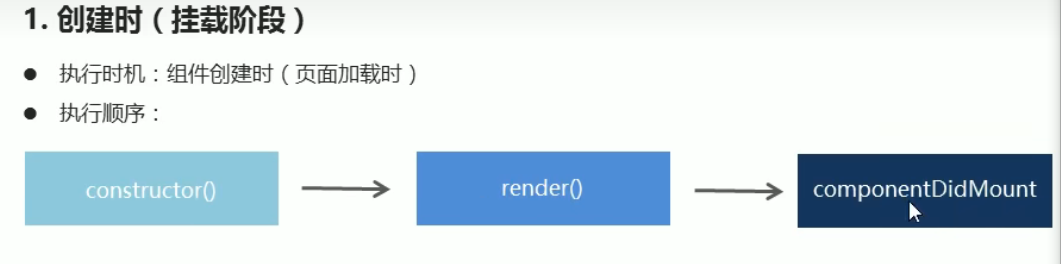 1. 创建时（挂载阶段）
● 执行时机：组件创建时（页面加载时）
● 执行顺序：
constructor()
render()
componentDidMount